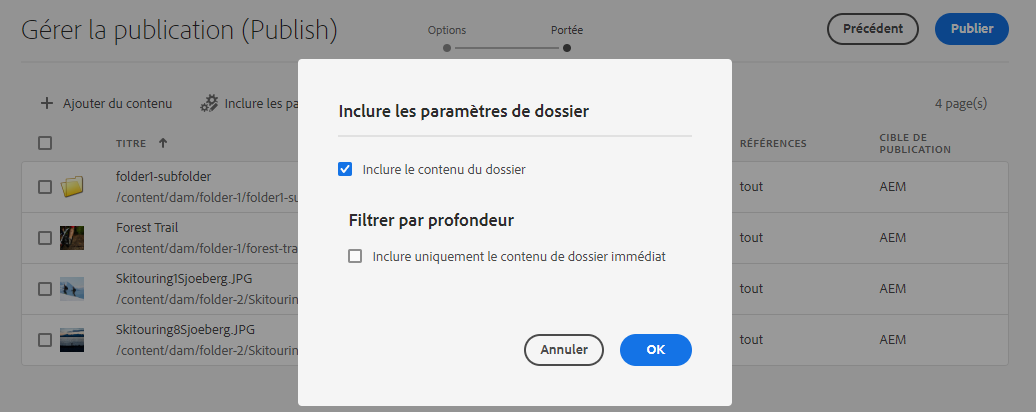 Gérer la publication (Publish)
Options
Portée
Précédent
Publier
Ajouter du contenu
Inclure les pa
4 page(s)
TITRE
RÉFÉRENCES
CIBLE DE
PUBLICATION
folder1-subfolder
/content/dam/folder-1/folder1-su
tout
AEM
Forest Trail
/content/dam/folder-1/forest-tra
tout
AEM
Skitouring1Sjoeberg.JPG
/content/dam/folder-2/Skitouring
tout
AEM
Skitouring8Sjoeberg.JPG
/content/dam/folder-2/Skitouring
tout
AEM
Inclure les paramètres de dossier
Inclure le contenu du dossier
Filtrer par profondeur
Inclure uniquement le contenu de dossier immédiat
Annuler
OK